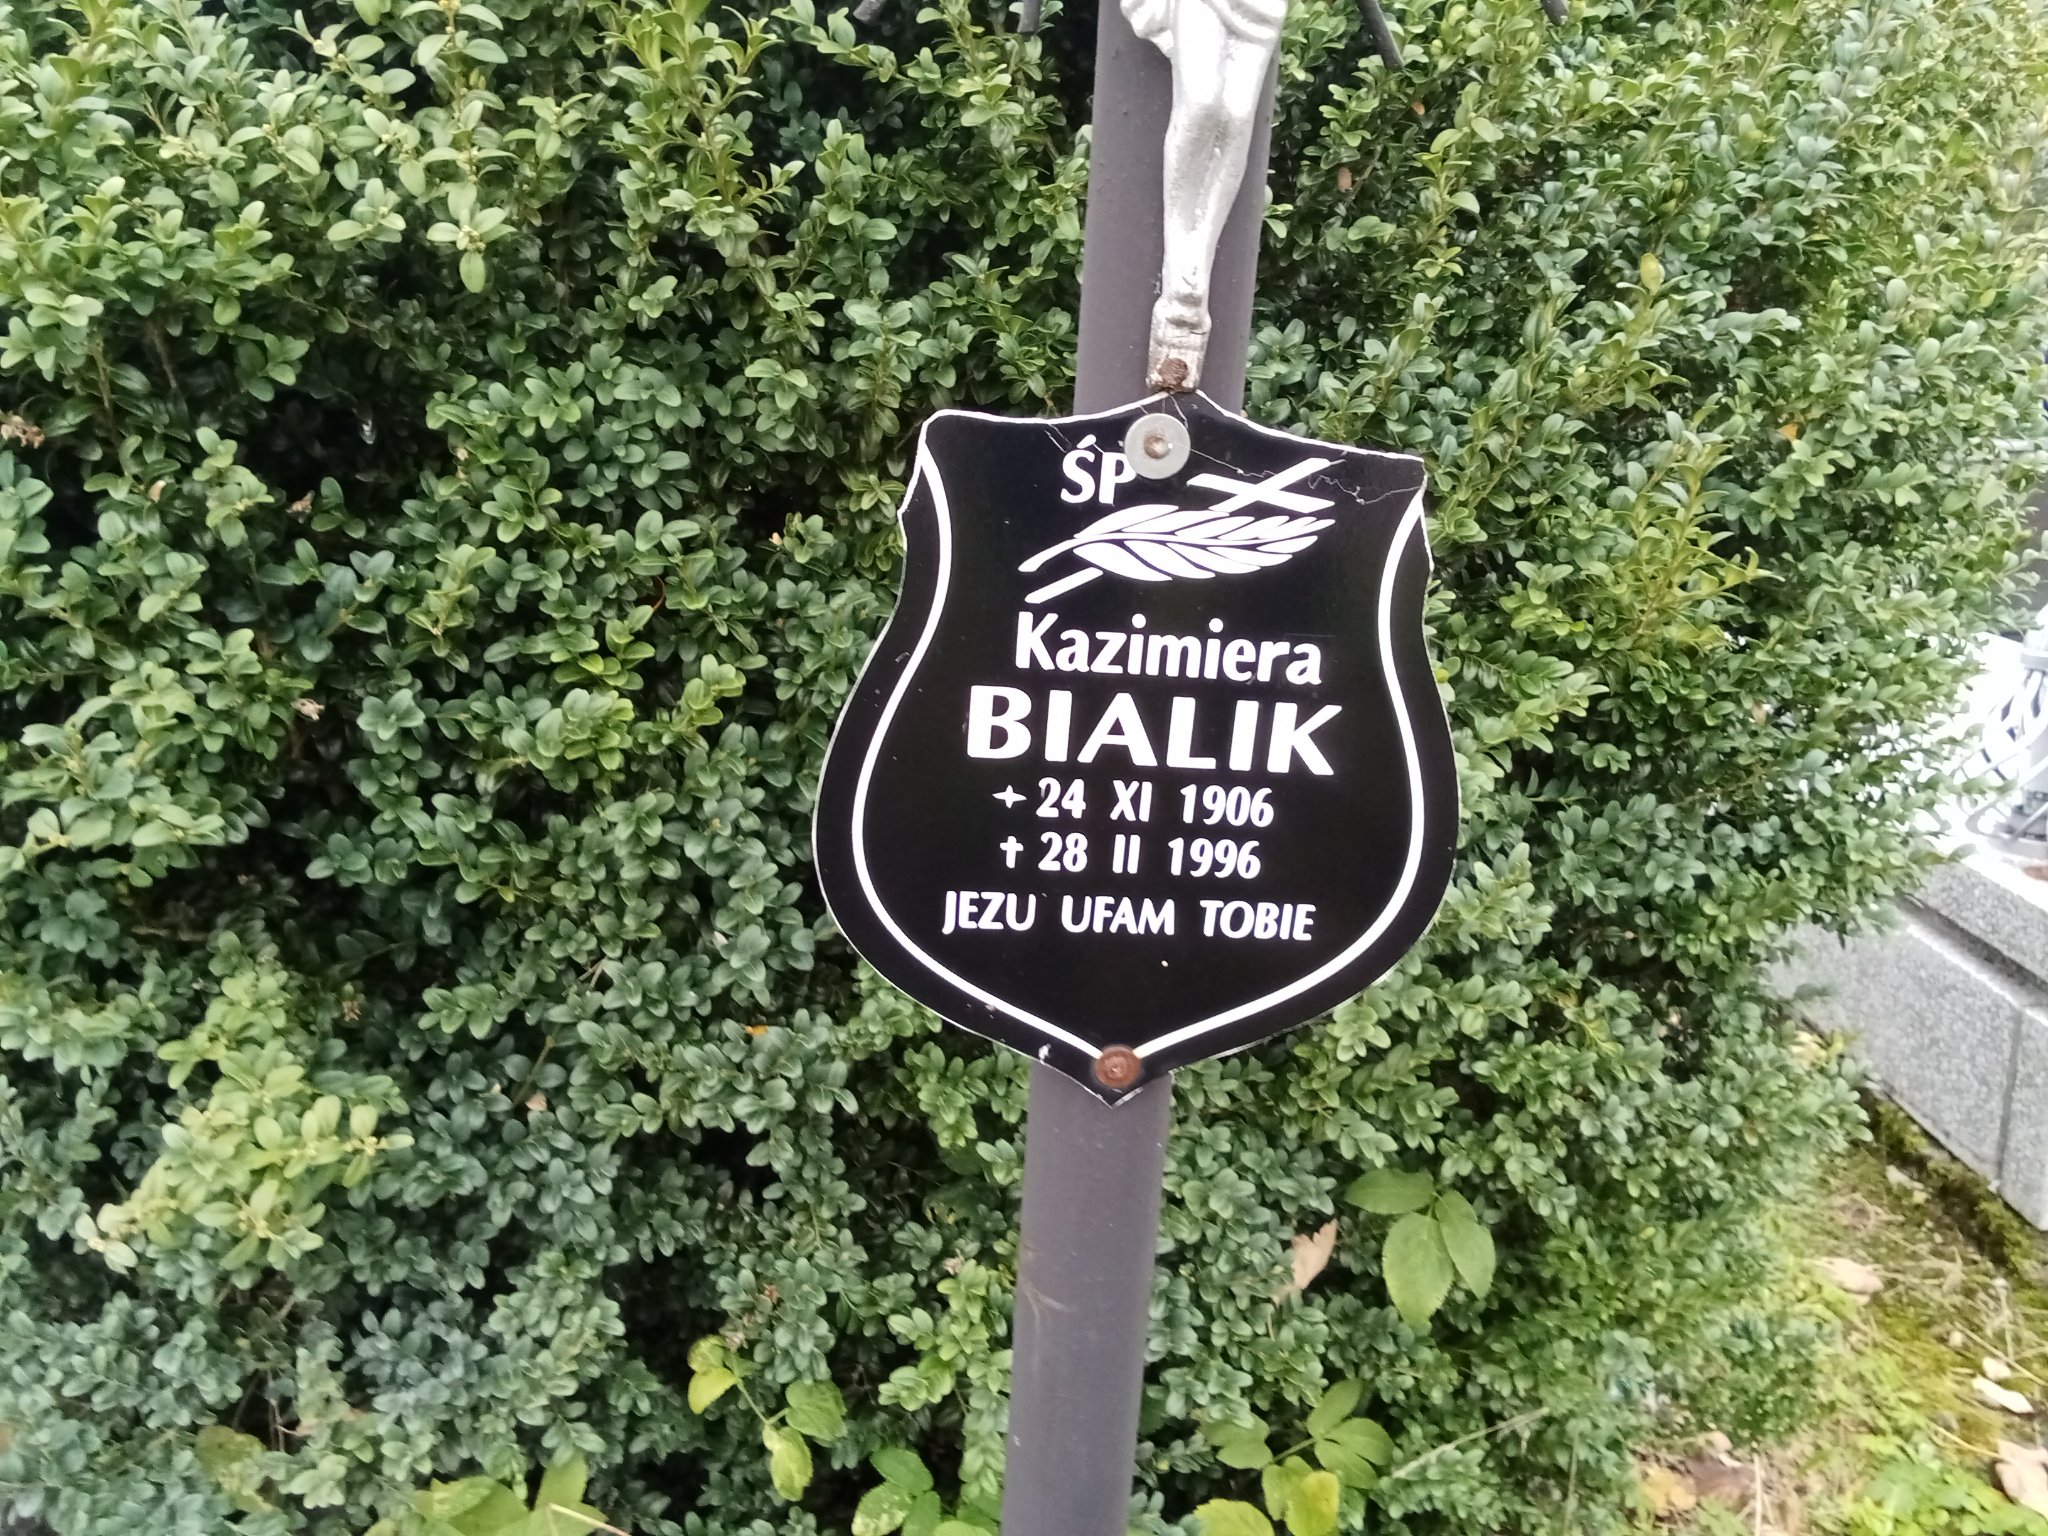 ŚP
Kazimiera
BIALIK
+ 24 XI 1906
† 28 II 1996
JEZU UFAM TOBIE